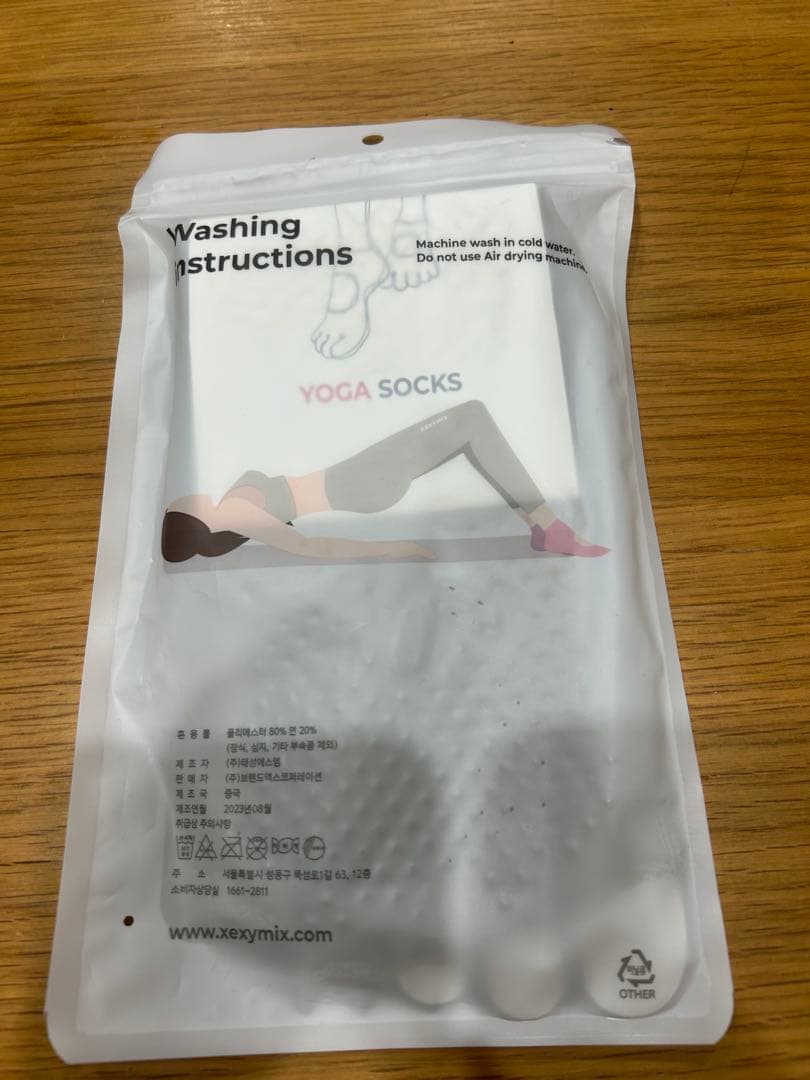 Washing
Instructions
Machine wash in cold water.
Do not use Air drying machine.
YOGA SOCKS
XEXYMIX
혼 용 률 폴리에스터 80% 면 20%
(장식, 심지, 기타 부속품 제외)
제 조 자 (주)태성에스엠
판 매 자 (주)브랜드엑스코퍼레이션
제 조 국 중국
제조연월 2023년08월
취급상 주의사항
주 소 서울특별시 성동구 뚝섬로1길 63, 12층
소비자상담실 1661-2811
www.xexymix.com
비닐류
OTHER